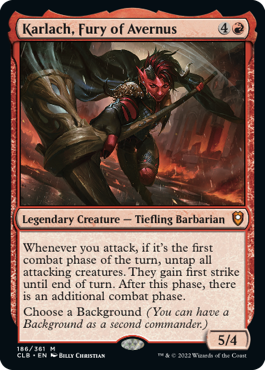 Karlach, Fury of Avernus 4
Legendary Creature — Tiefling Barbarian
Whenever you attack, if it's the first
combat phase of the turn, untap all
attacking creatures. They gain first strike
until end of turn. After this phase, there
is an additional combat phase.
Choose a Background (You can have a
Background as a second commander.)
5/4
186/361 M
CLB • EN BILLY CHRISTIAN
™ & © 2022 Wizards of the Coast